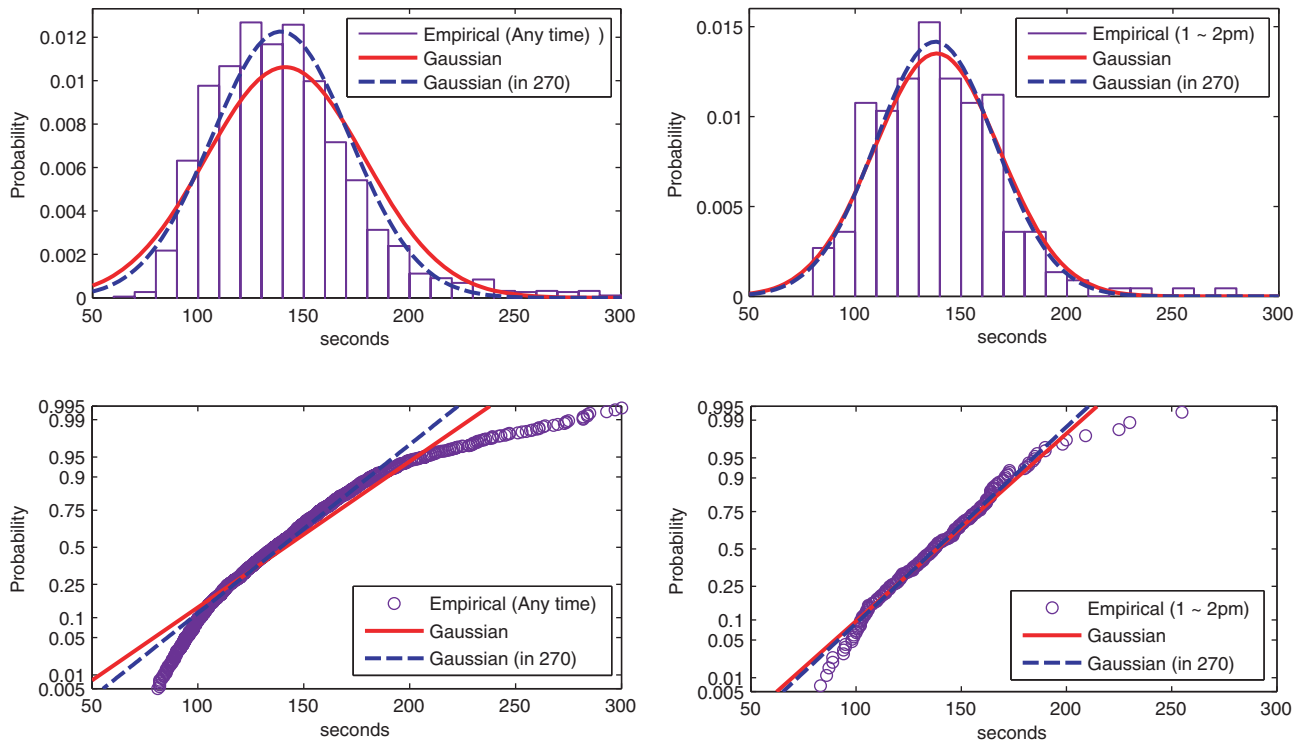 Probability
0.012
0.01
0.008
0.006
0.004
0.002
0
50 100 150 200 250 300
seconds
Empirical (Any time) )
Gaussian
Gaussian (in 270)
Probability
0.015
0.01
0.005
0
50 100 150 200 250 300
seconds
Empirical (1 ~ 2pm)
Gaussian
Gaussian (in 270)
Probability
0.995
0.99
0.95
0.9
0.75
0.5
0.25
0.1
0.05
0.01
0.005
50 100 150 200 250 300
seconds
Empirical (Any time)
Gaussian
Gaussian (in 270)
Probability
0.995
0.99
0.95
0.9
0.75
0.5
0.25
0.1
0.05
0.01
0.005
50 100 150 200 250 300
seconds
Empirical (1 ~ 2pm)
Gaussian
Gaussian (in 270)